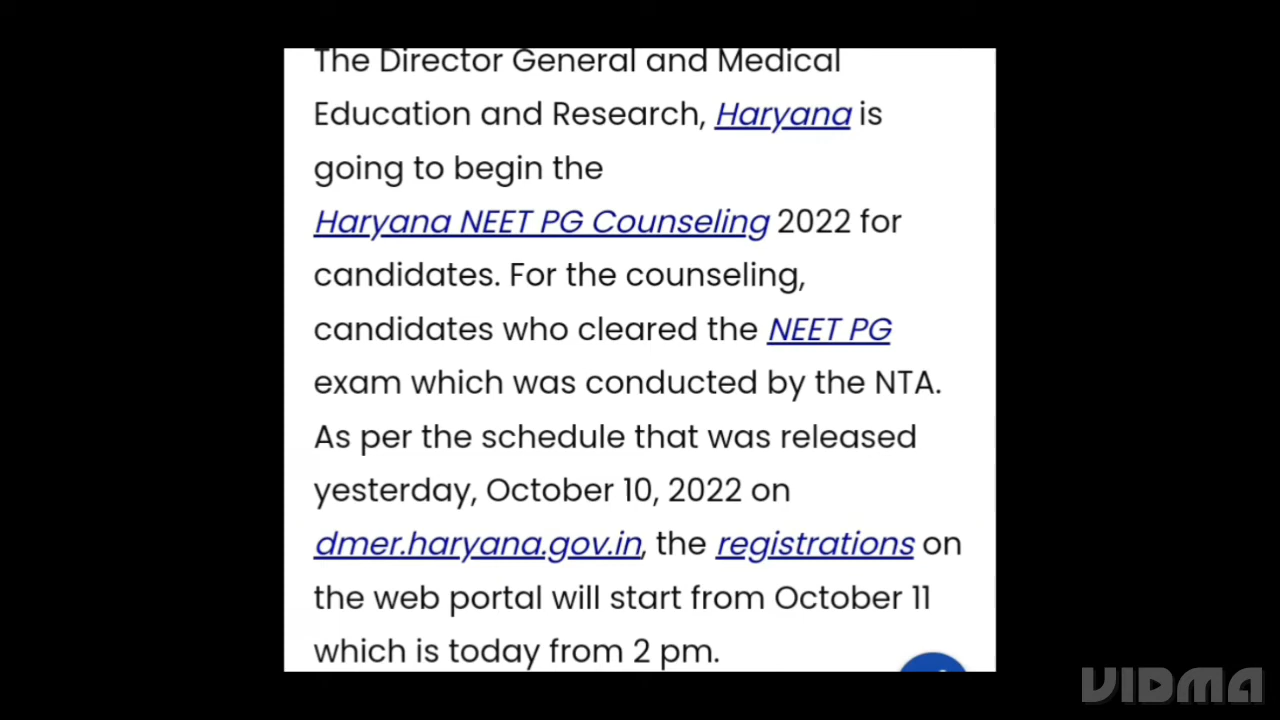 The Director General and Medical
Education and Research, Haryana is
going to begin the
Haryana NEET PG Counseling 2022 for
candidates. For the counseling,
candidates who cleared the NEET PG
exam which was conducted by the NTA.
As per the schedule that was released
yesterday, October 10, 2022 on
dmer.haryana.gov.in, the registrations on
the web portal will start from October 11
which is today from 2 pm.
VIDMA